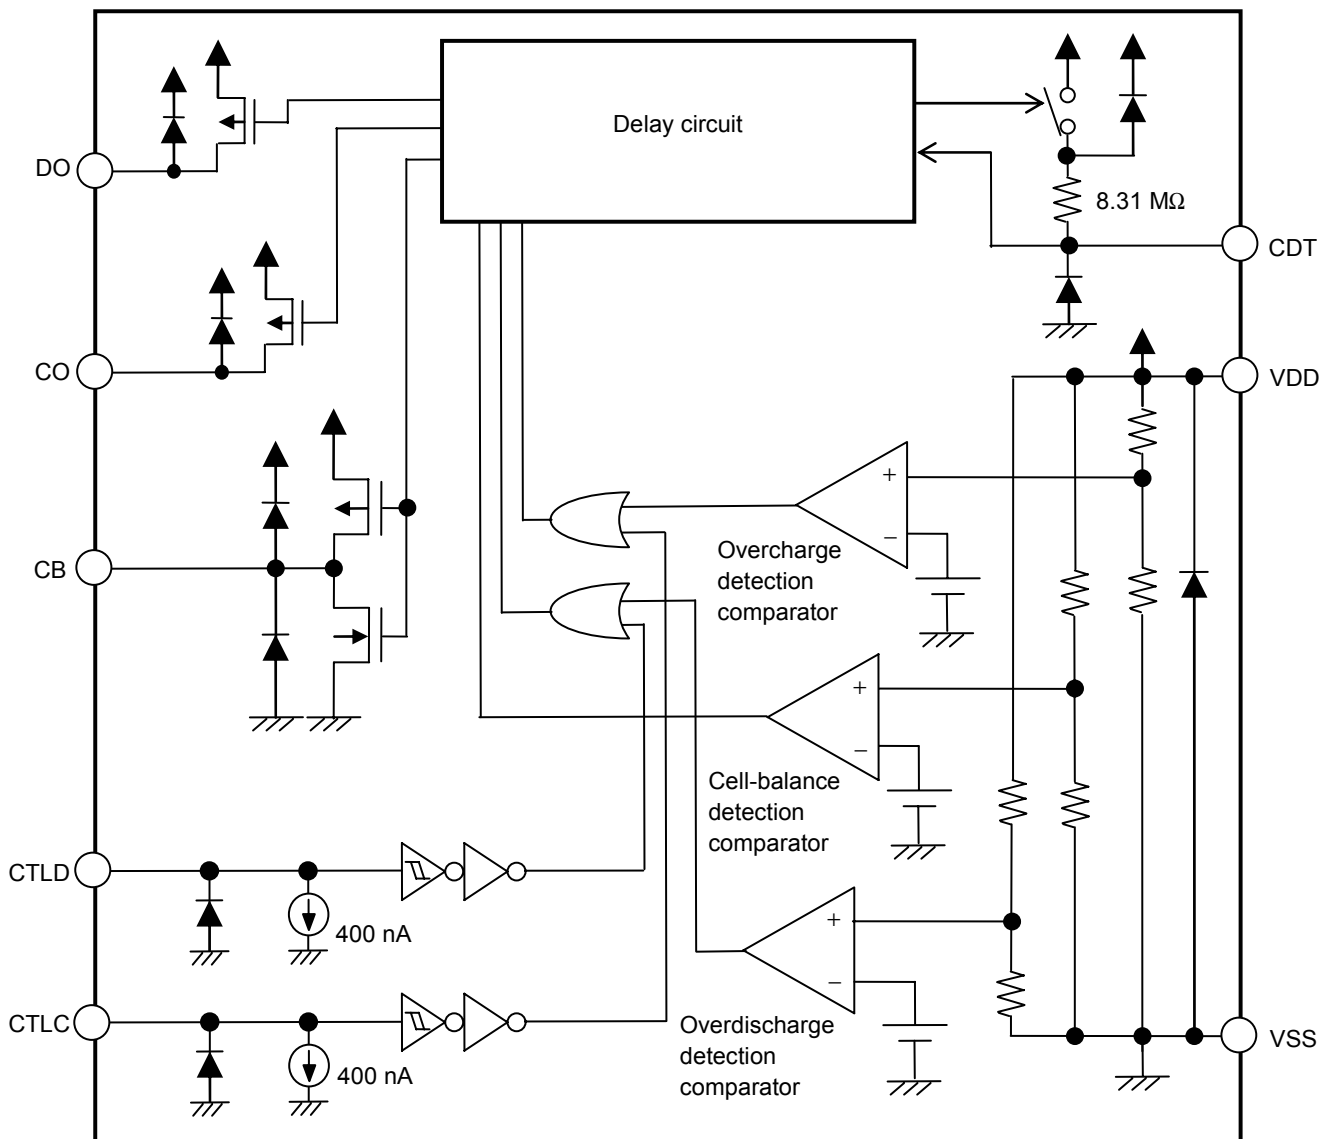 Delay circuit
DO
8.31 MΩ
CDT
CO
VDD
+
−
Overcharge
detection
comparator
CB
+
−
Cell-balance
detection
comparator
CTLD
400 nA
+
−
Overdischarge
detection
comparator
CTLC
400 nA
VSS